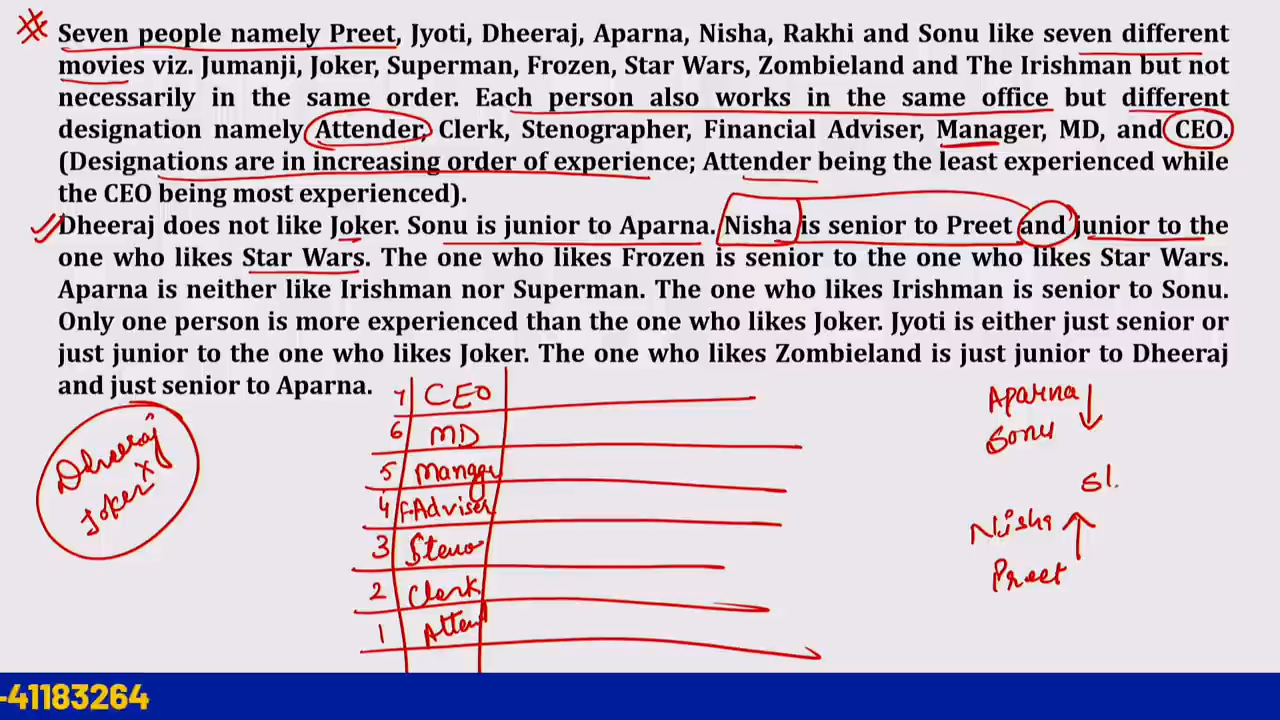 Seven people namely Preet, Jyoti, Dheeraj, Aparna, Nisha, Rakhi and Sonu like seven different
movies viz. Jumanji, Joker, Superman, Frozen, Star Wars, Zombieland and The Irishman but not
necessarily in the same order. Each person also works in the same office but different
designation namely Attender, Clerk, Stenographer, Financial Adviser, Manager, MD, and CEO.
(Designations are in increasing order of experience; Attender being the least experienced while
the CEO being most experienced).
Dheeraj does not like Joker. Sonu is junior to Aparna. Nisha is senior to Preet and junior to the
one who likes Star Wars. The one who likes Frozen is senior to the one who likes Star Wars.
Aparna is neither like Irishman nor Superman. The one who likes Irishman is senior to Sonu.
Only one person is more experienced than the one who likes Joker. Jyoti is either just senior or
just junior to the one who likes Joker. The one who likes Zombieland is just junior to Dheeraj
and just senior to Aparna.
Dheeraj
x
Joker
7 CEO
6 MD
5 Manger
4 F.Adviser
3 Steno
2 Clerk
1 Atten
Aparna
Sonu
Nisha
Preet
-41183264